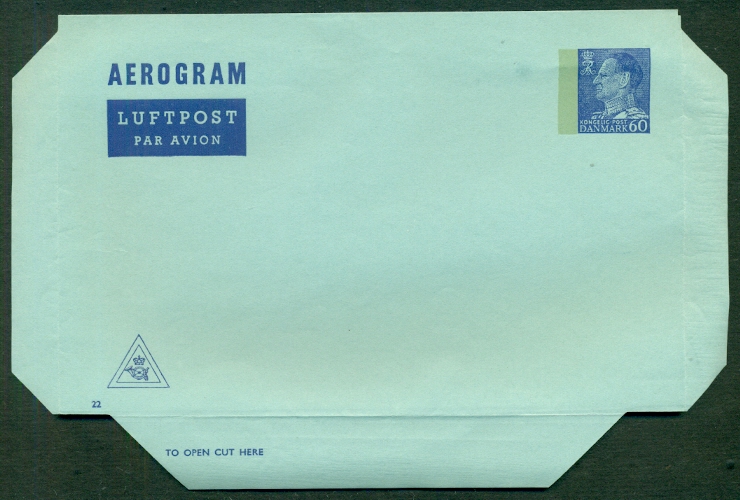 AEROGRAM
LUFTPOST
PAR AVION
KONGELIG POST
DANMARK 60
22
TO OPEN CUT HERE